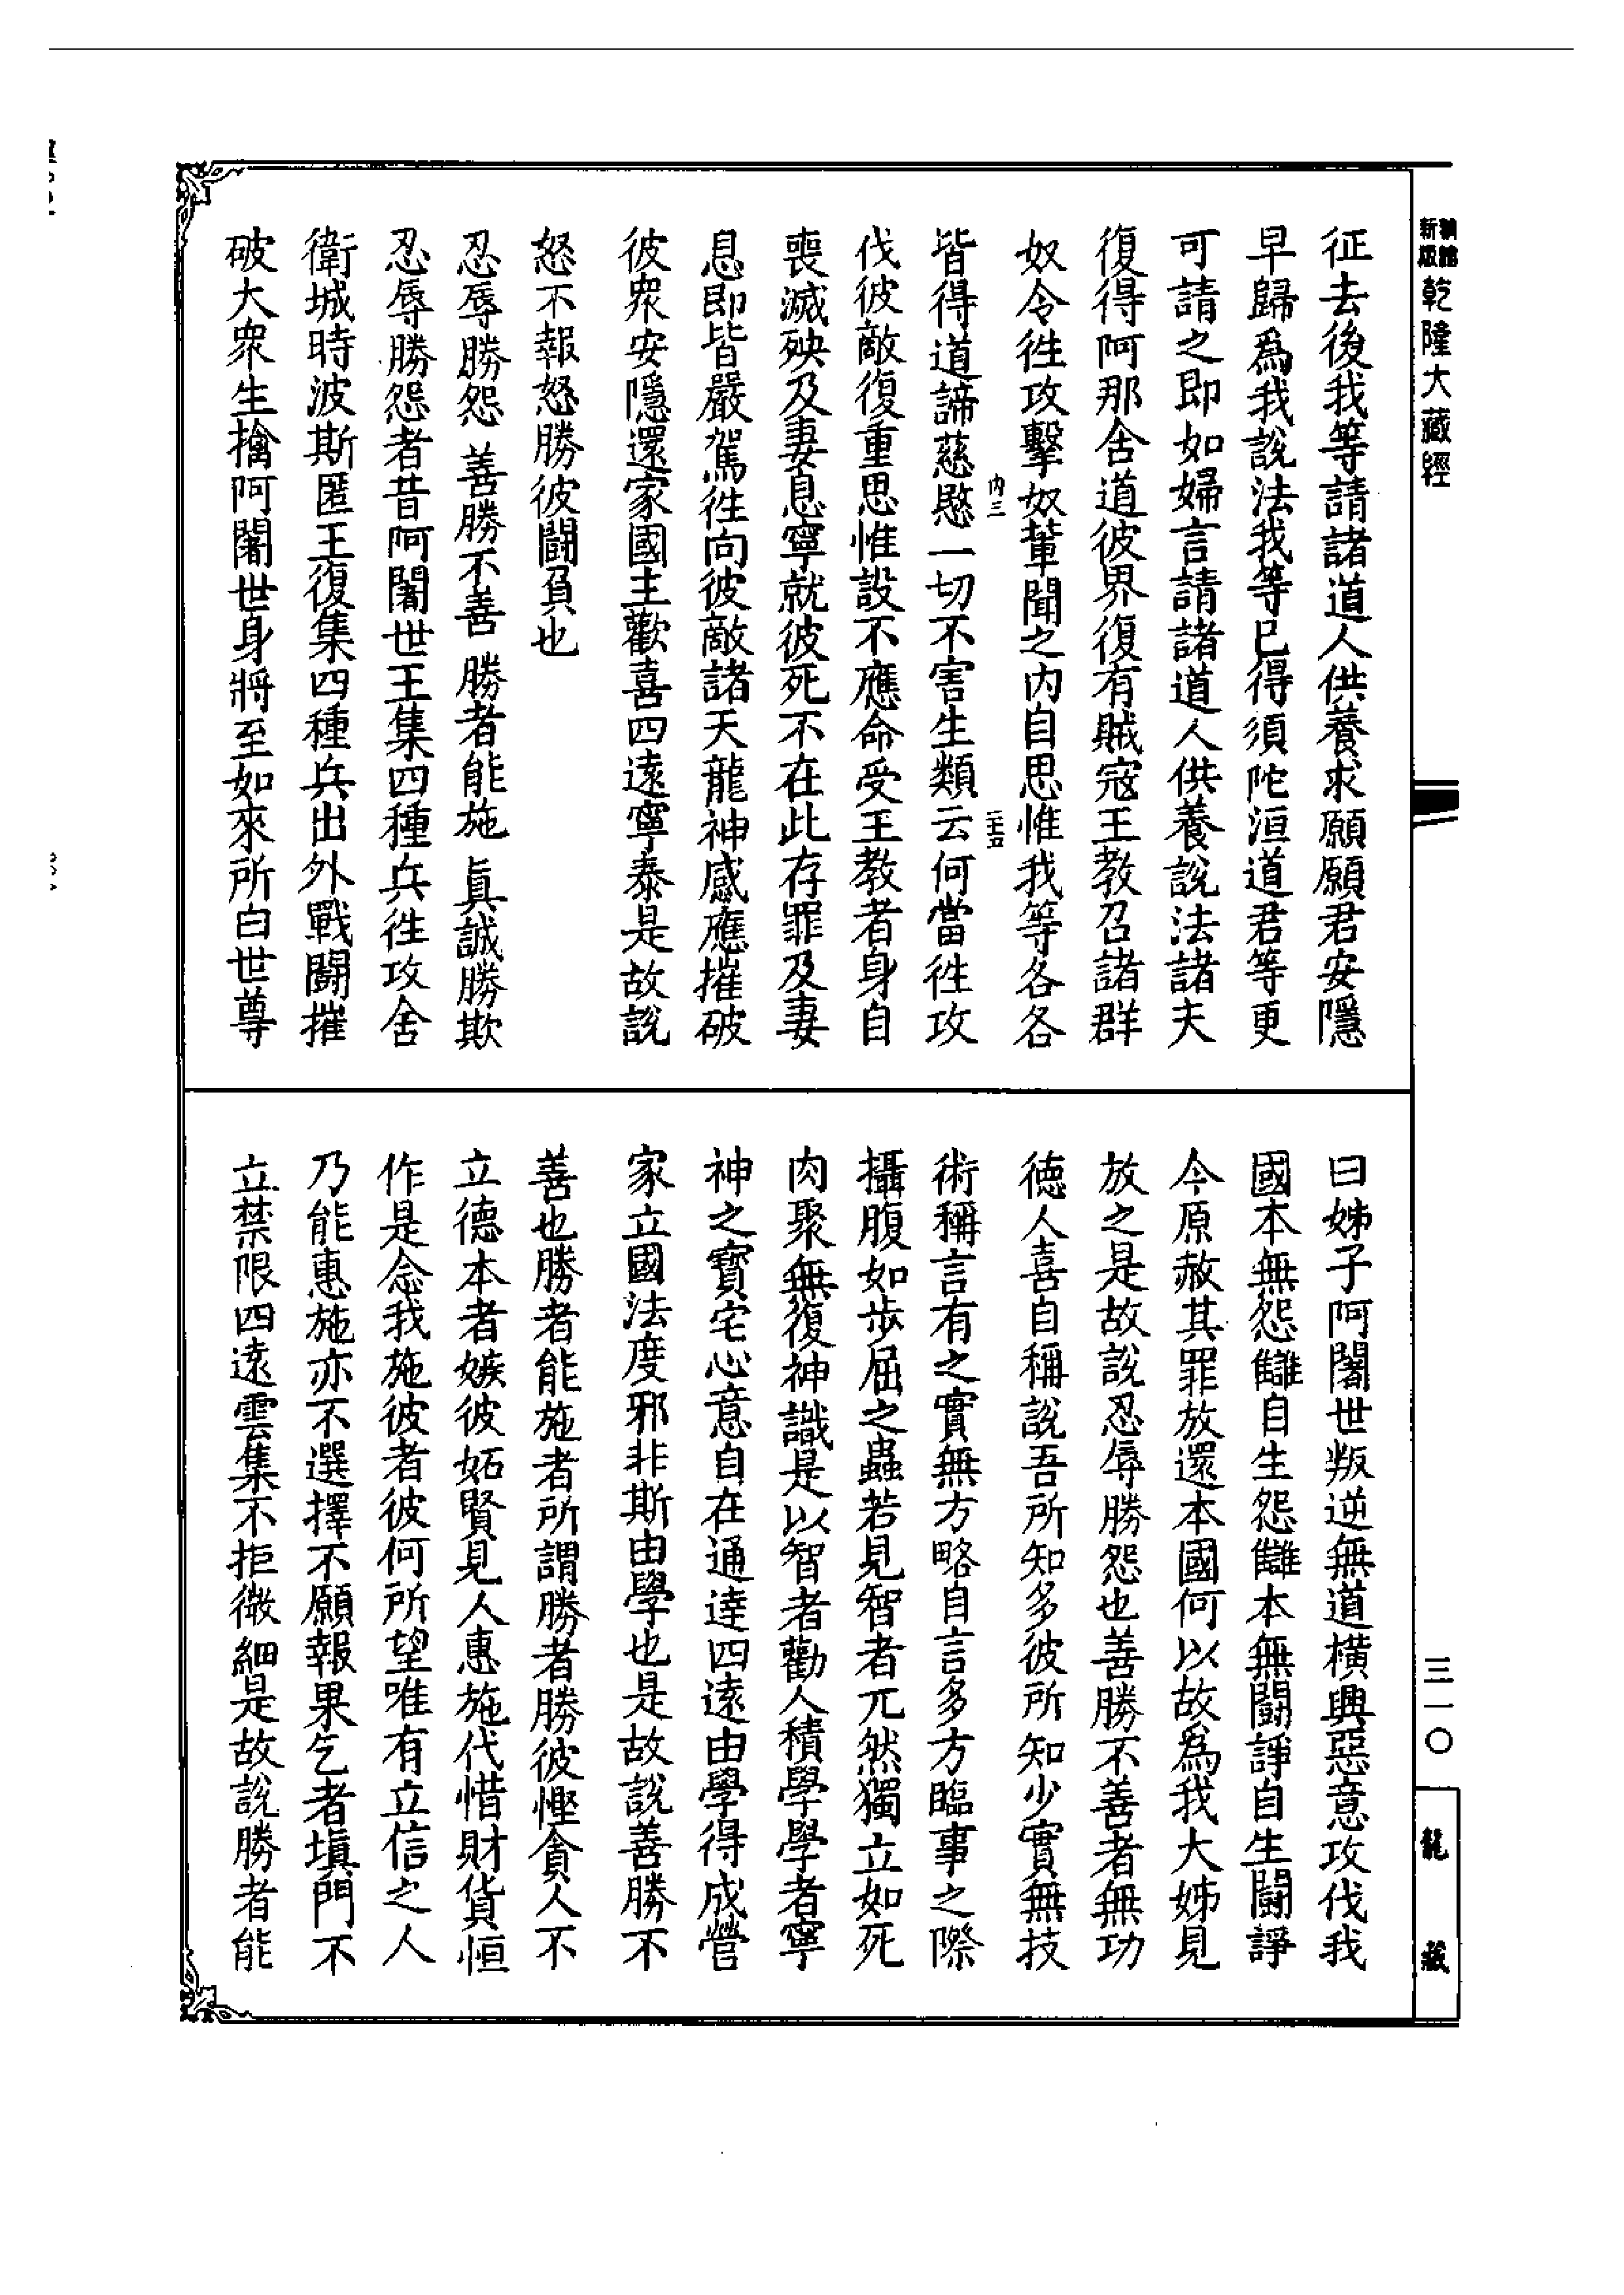 新版
乾隆大藏經
征去後我等請諸道人供養求願願君安隱
早歸爲我說法我等已得須陀洹道君等更
可請之即如婦言請諸道人供養說法諸夫
復得阿那含道彼界復有賊寇王教召諸群
奴令徃攻擊奴輩聞之内自思惟我等各各
内三
皆得道諦慈愍一切不害生類云何當徃攻
伐彼敵復重思惟設不應命受王教者身自
喪滅殃及妻息寧就彼死不在此存罪及妻
息即皆嚴駕徃向彼敵諸天龍神感應摧破
彼衆安隱還家國主歡喜四遠寧泰是故說
怒不報怒勝彼鬭負也
忍辱勝怨 善勝不善 勝者能施 眞誠勝欺
忍辱勝怨者昔阿闍世王集四種兵徃攻舍
衛城時波斯匿王復集四種兵出外戰鬭摧
破大衆生擒阿闍世身將至如來所白世尊
曰姊子阿闍世叛逆無道橫興惡意攻伐我
國本無怨讎自生怨讎本無鬭諍自生鬭諍
今原赦其罪放還本國何以故爲我大姊見
放之是故說忍辱勝怨也善勝不善者無功
德人喜自稱說吾所知多彼所知少實無技
術稱言有之實無方略自言多方臨事之際
攝腹如步屈之蟲若見智者兀然獨立如死
肉聚無復神識是以智者勸人積學學者寧
神之寶宅心意自在通達四遠由學得成營
家立國法度邪非斯由學也是故說善勝不
善也勝者能施者所謂勝者勝彼慳貪人不
立德本者嫉彼妬賢見人惠施代惜財貨恒
作是念我施彼者彼何所望唯有立信之人
乃能惠施亦不選擇不願報果乞者塡門不
立禁限四遠雲集不拒微細是故說勝者能
三一〇
龍藏